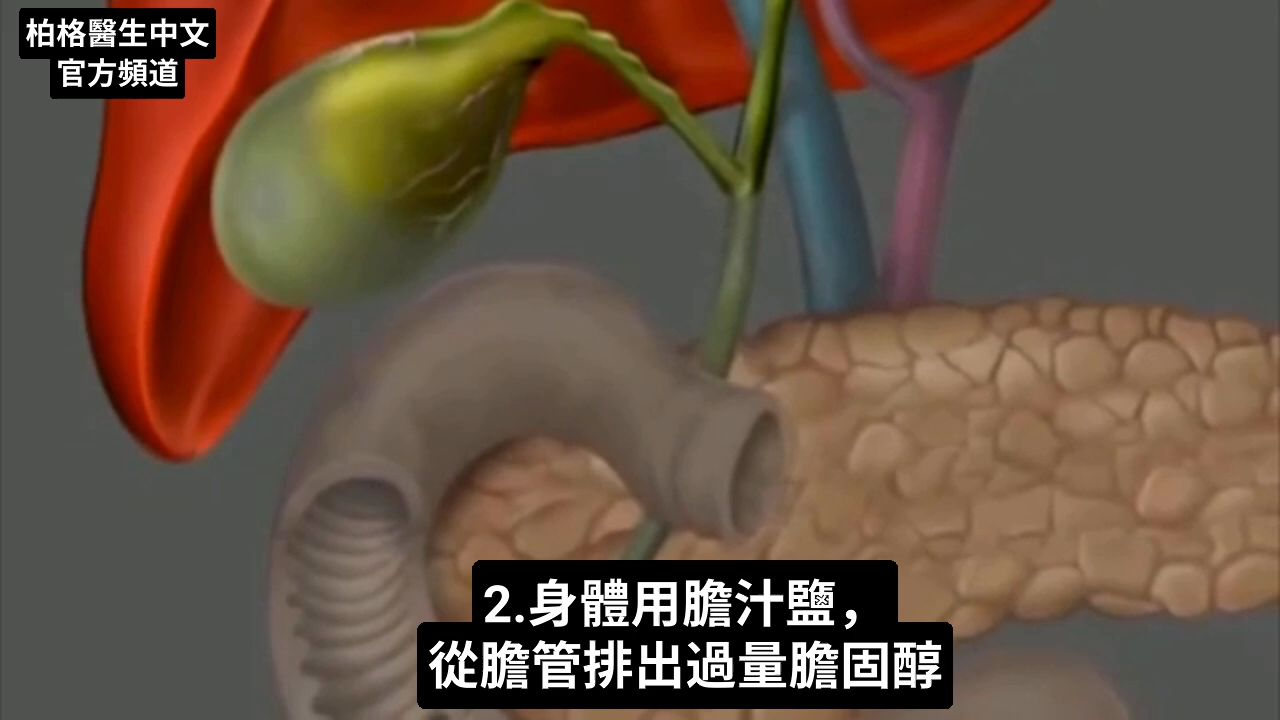 柏格醫生中文
官方頻道
2.身體用膽汁鹽，
從膽管排出過量膽固醇